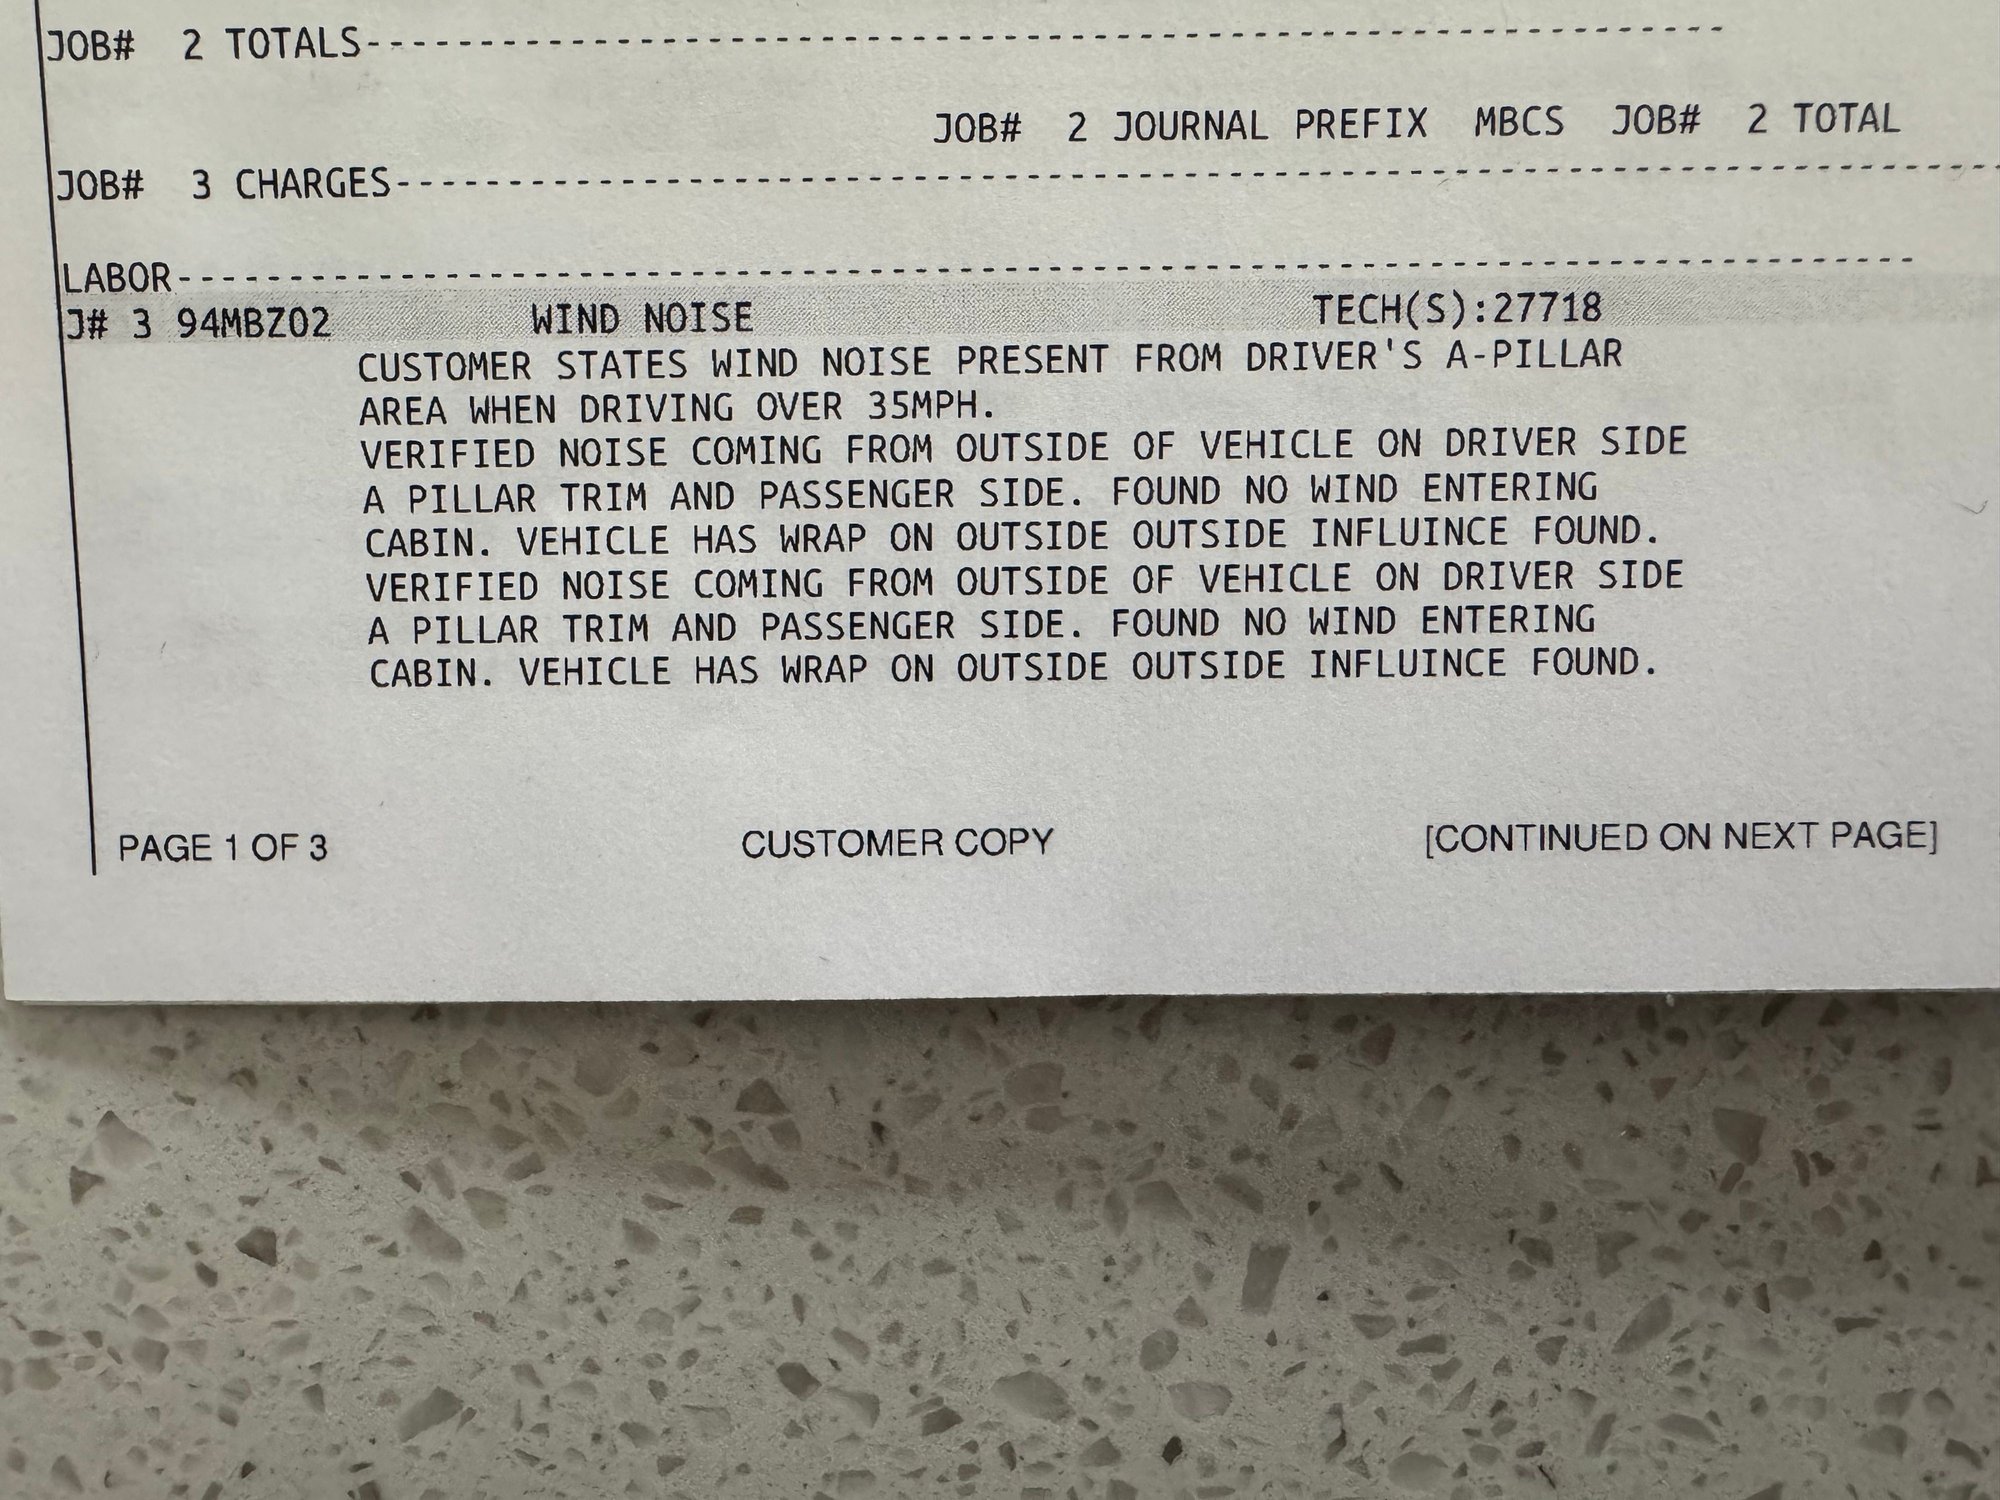 JOB# 2 TOTALS----------------------------------------------------------------
JOB# 2 JOURNAL PREFIX MBCS JOB# 2 TOTAL
JOB# 3 CHARGES----------------------------------------------------------------
LABOR----------------------------------------------------------------
J# 3 94MBZ02 WIND NOISE TECH(S):27718
CUSTOMER STATES WIND NOISE PRESENT FROM DRIVER'S A-PILLAR
AREA WHEN DRIVING OVER 35MPH.
VERIFIED NOISE COMING FROM OUTSIDE OF VEHICLE ON DRIVER SIDE
A PILLAR TRIM AND PASSENGER SIDE. FOUND NO WIND ENTERING
CABIN. VEHICLE HAS WRAP ON OUTSIDE OUTSIDE INFLUINCE FOUND.
VERIFIED NOISE COMING FROM OUTSIDE OF VEHICLE ON DRIVER SIDE
A PILLAR TRIM AND PASSENGER SIDE. FOUND NO WIND ENTERING
CABIN. VEHICLE HAS WRAP ON OUTSIDE OUTSIDE INFLUINCE FOUND.
PAGE 1 OF 3 CUSTOMER COPY [CONTINUED ON NEXT PAGE]